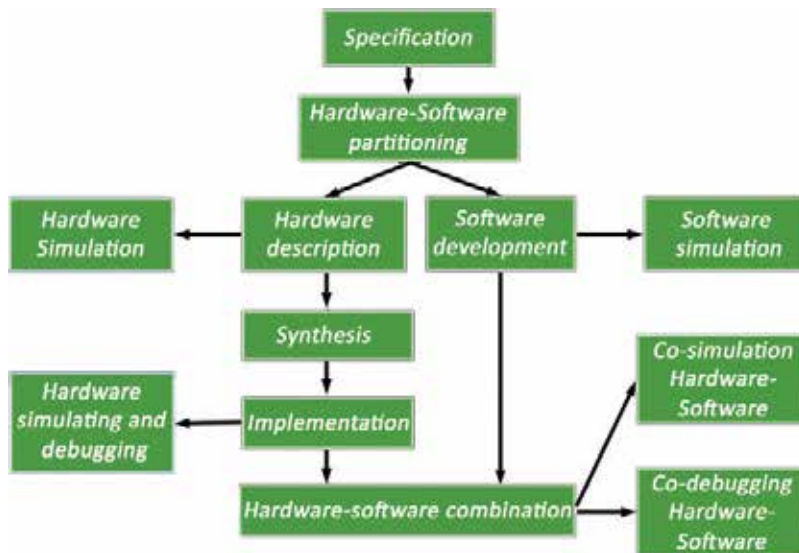 Specification
Hardware-Software
partitioning
Hardware
Simulation
Hardware
description
Software
development
Software
simulation
Synthesis
Co-simulation
Hardware-
Software
Hardware
simulating and
debugging
Implementation
Hardware-software combination
Co-debugging
Hardware-
Software